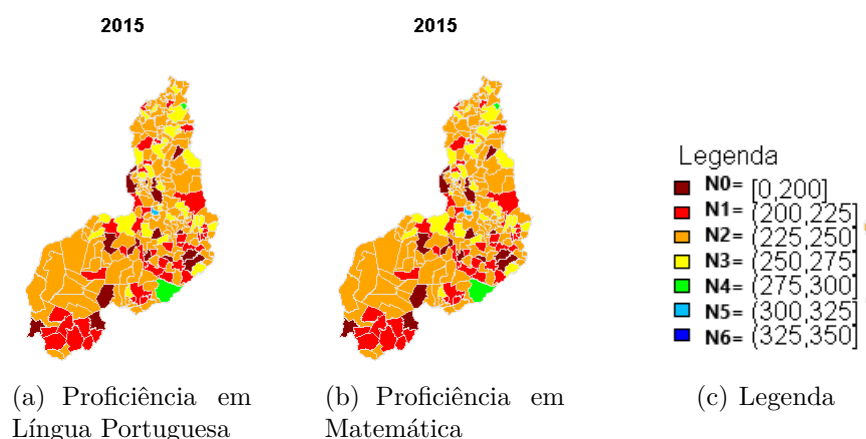 2015
2015
Legenda
N0= [0,200]
N1= (200,225]
N2= (225,250]
N3= (250,275]
N4= (275,300]
N5= (300,325]
N6= (325,350]
(a) Proficiência em
Língua Portuguesa
(b) Proficiência em
Matemática
(c) Legenda